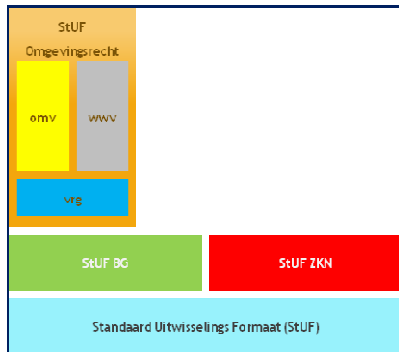 StUF
Omgevingsrecht
omv
wwv
vrg
StUF BG
StUF ZKN
Standaard Uitwisselings Formaat (StUF)